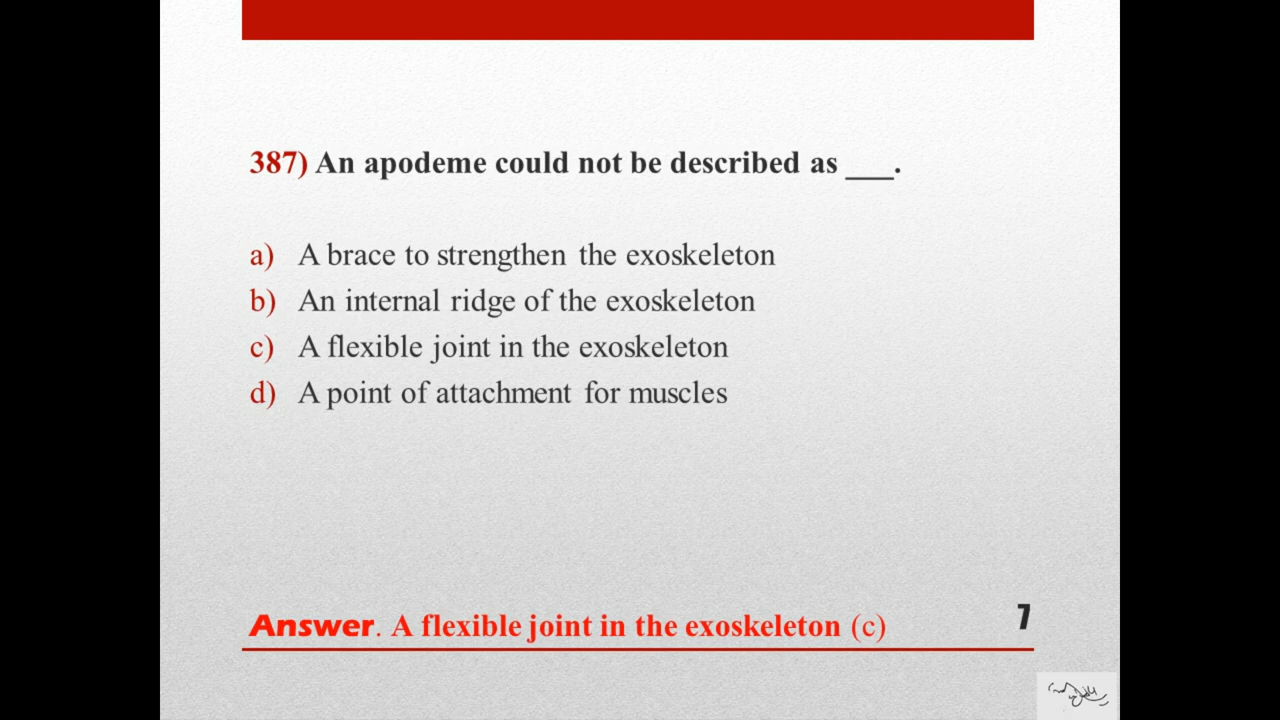 387) An apodeme could not be described as ___.
a) A brace to strengthen the exoskeleton
b) An internal ridge of the exoskeleton
c) A flexible joint in the exoskeleton
d) A point of attachment for muscles
Answer. A flexible joint in the exoskeleton (c)
7